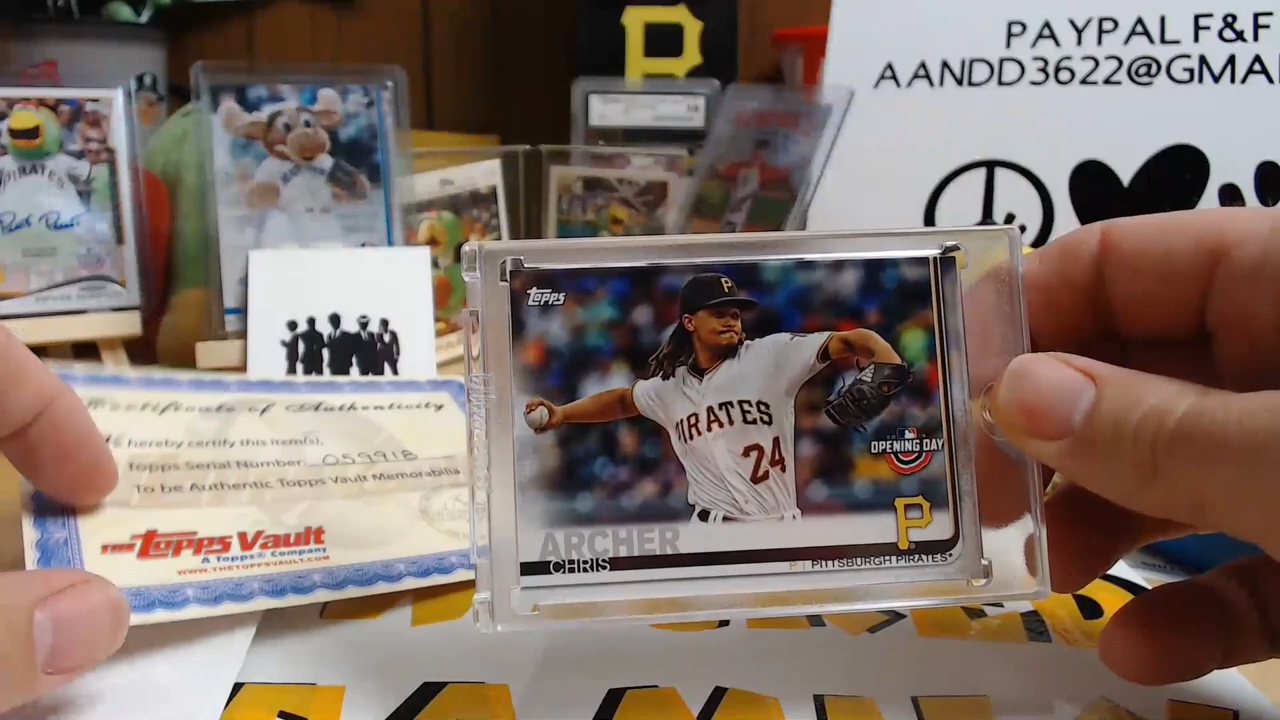 PAYPAL F&F
AANDD3622@GMA
P
PIRATES
Certificate of Authenticity
hereby certify this item(s),
Topps Serial Number 059918
To be Authentic Topps Vault Memorabilia
THE Topps Vault
A Topps® Company
WWW.THETOPPSVAULT.COM
Topps
P
PIRATES
24
OPENING DAY
P
ARCHER
CHRIS
P | PITTSBURGH PIRATES